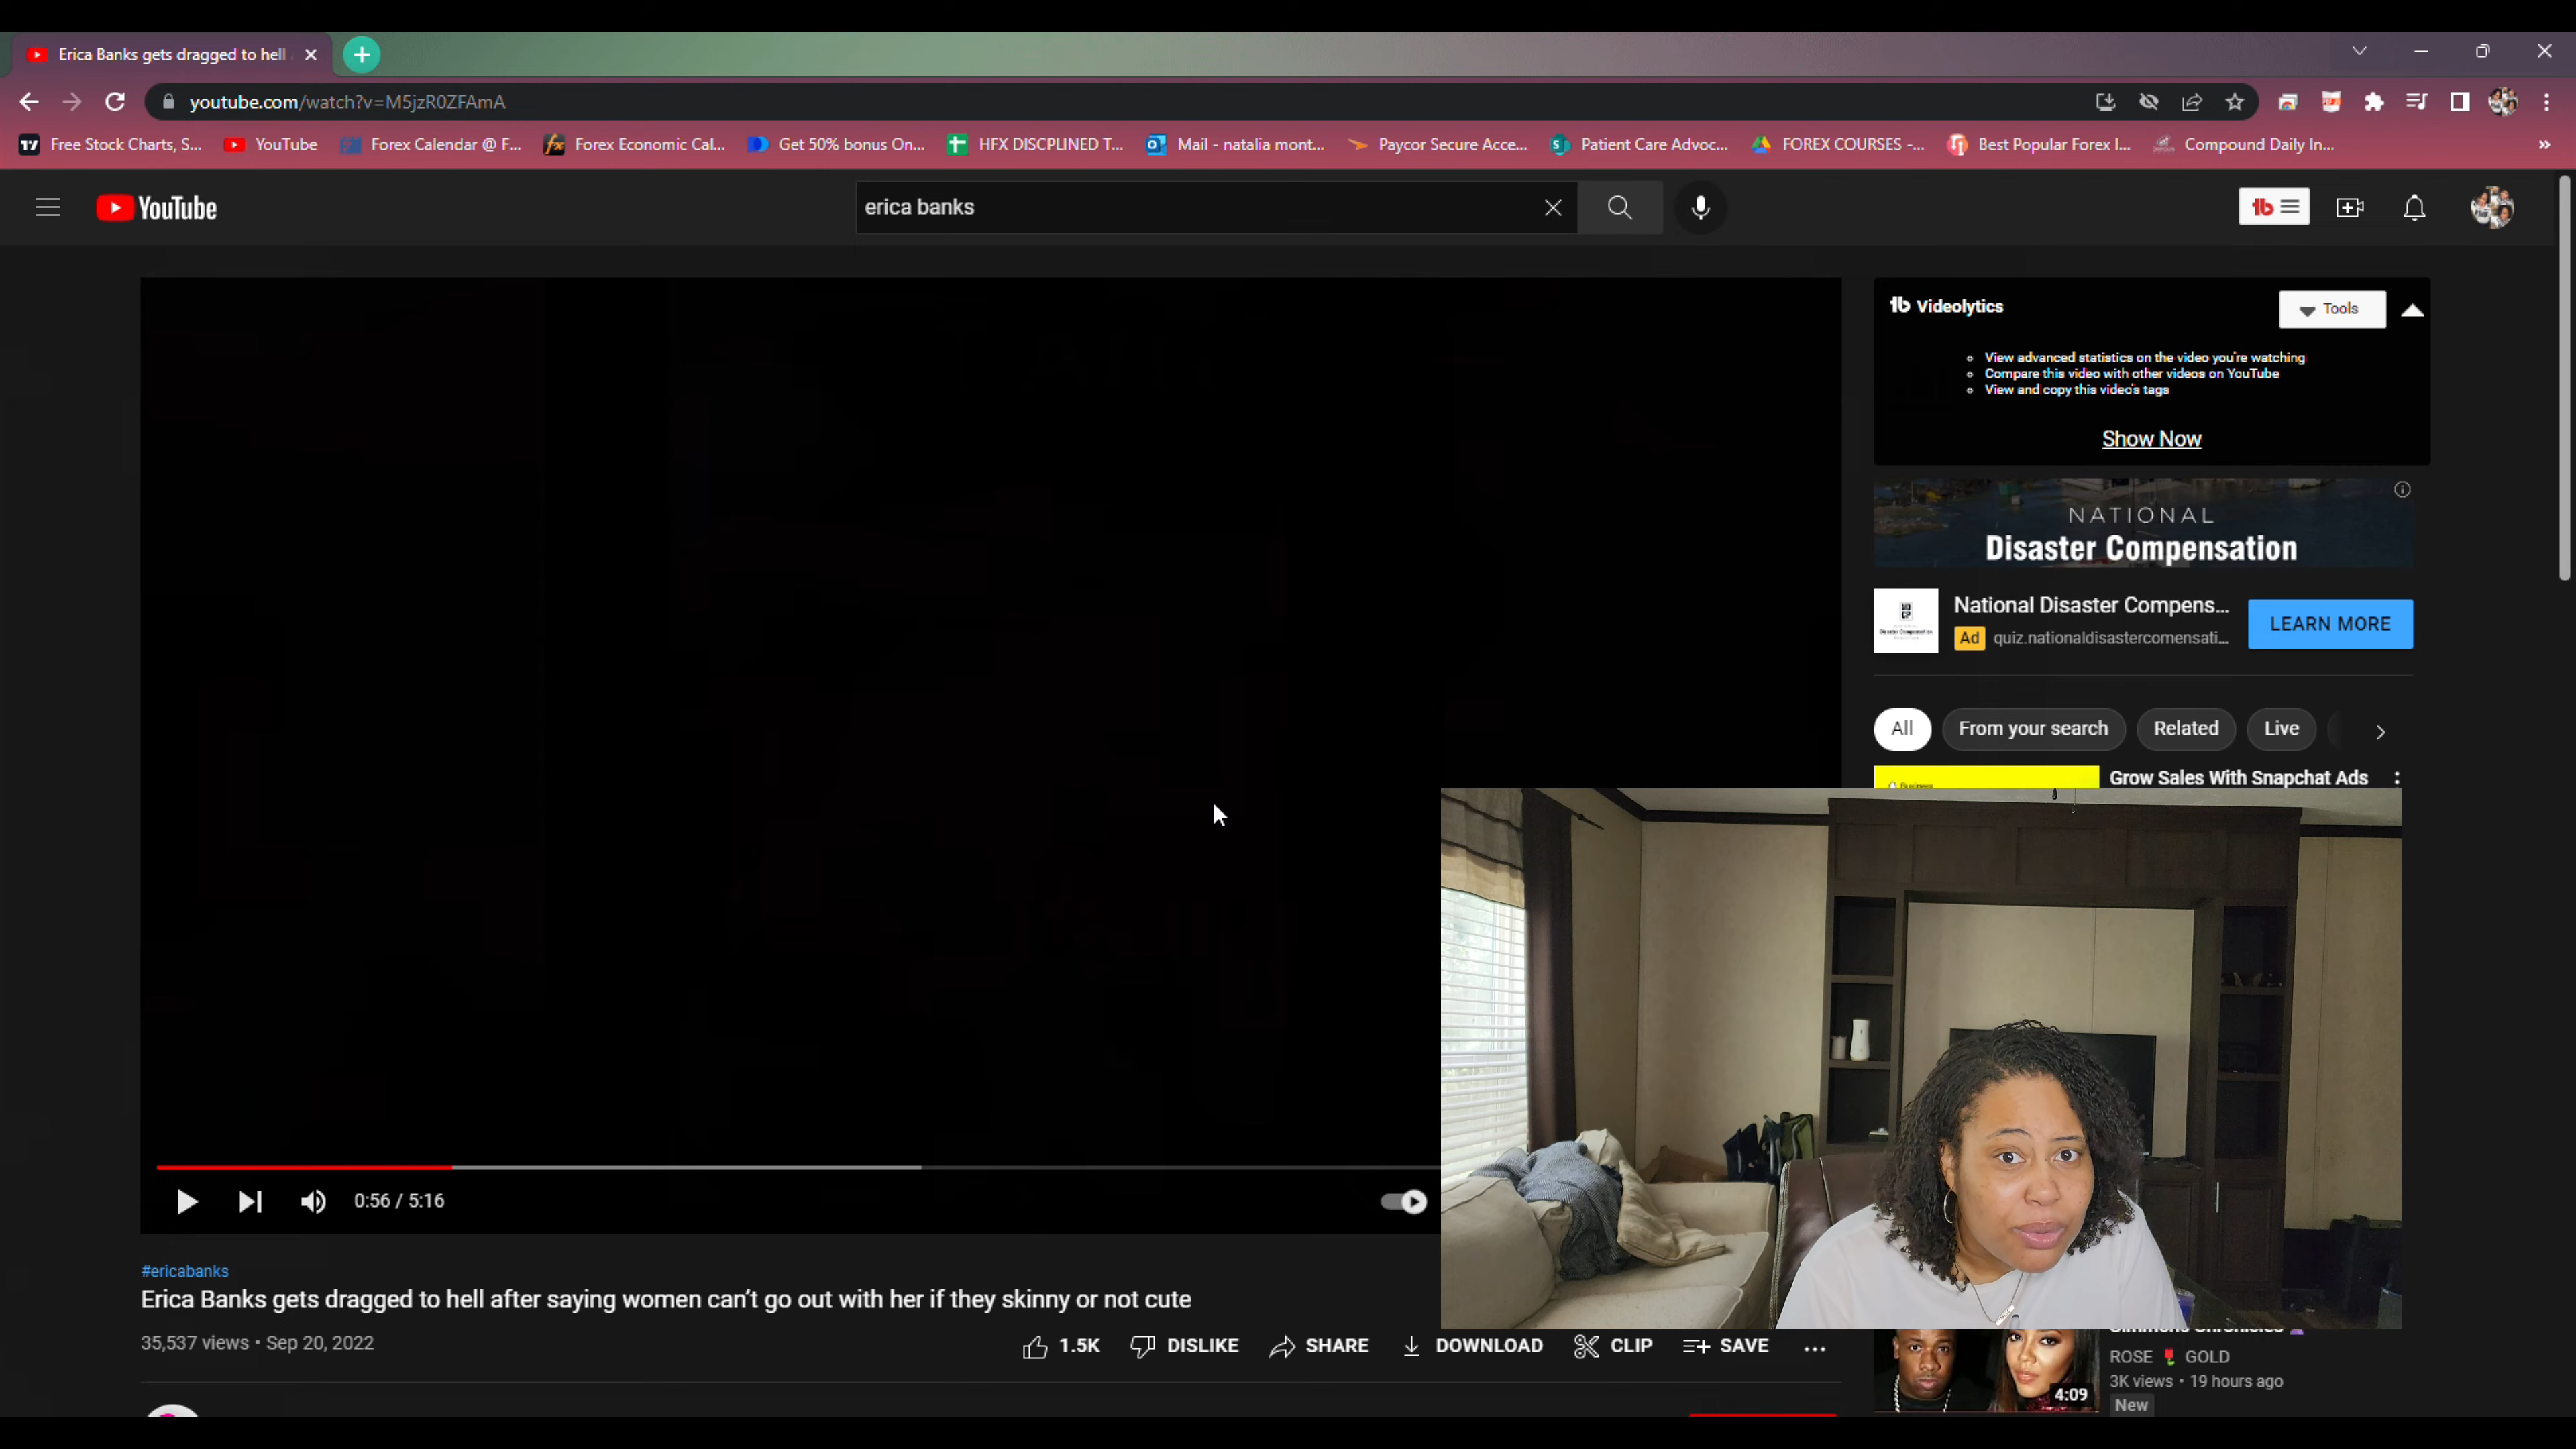 Erica Banks gets dragged to hell
youtube.com/watch?v=M5jzR0ZFAmA
Free Stock Charts, S... YouTube Forex Calendar @ F... Forex Economic Cal... Get 50% bonus On... HFX DISCPLINED T... Mail - natalia mont... Paycor Secure Acce... Patient Care Advoc... FOREX COURSES -... Best Popular Forex I... Compound Daily In... »
YouTube
erica banks
Videolytics
Tools
View advanced statistics on the video you're watching
Compare this video with other videos on YouTube
View and copy this video's tags
Show Now
NATIONAL
Disaster Compensation
National Disaster Compens...
Ad quiz.nationaldisastercomensati...
LEARN MORE
All From your search Related Live
Grow Sales With Snapchat Ads
0:56 / 5:16
#ericabanks
Erica Banks gets dragged to hell after saying women can't go out with her if they skinny or not cute
35,537 views • Sep 20, 2022
1.5K DISLIKE SHARE DOWNLOAD CLIP SAVE ...
ROSE 🌹 GOLD
3K views • 19 hours ago
4:09
New